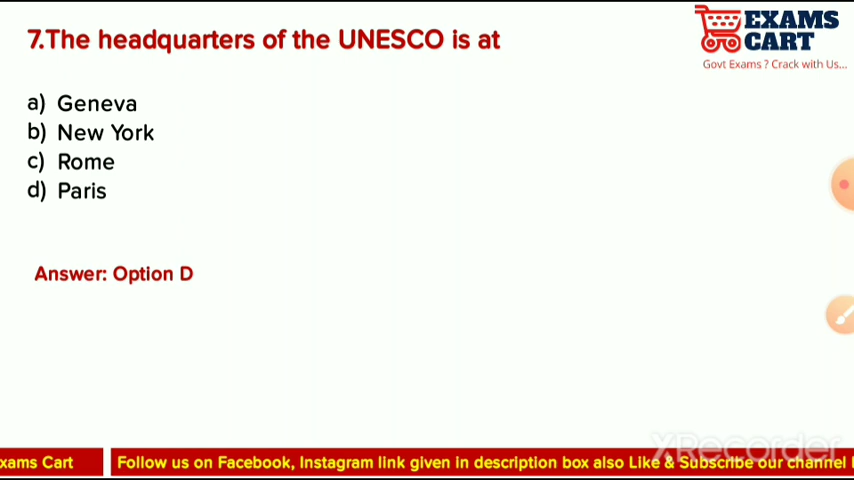 7.The headquarters of the UNESCO is at
EXAMS
CART
Govt Exams ? Crack with Us...
a) Geneva
b) New York
c) Rome
d) Paris
Answer: Option D
XRecorder
xams Cart
Follow us on Facebook, Instagram link given in description box also Like & Subscribe our channel